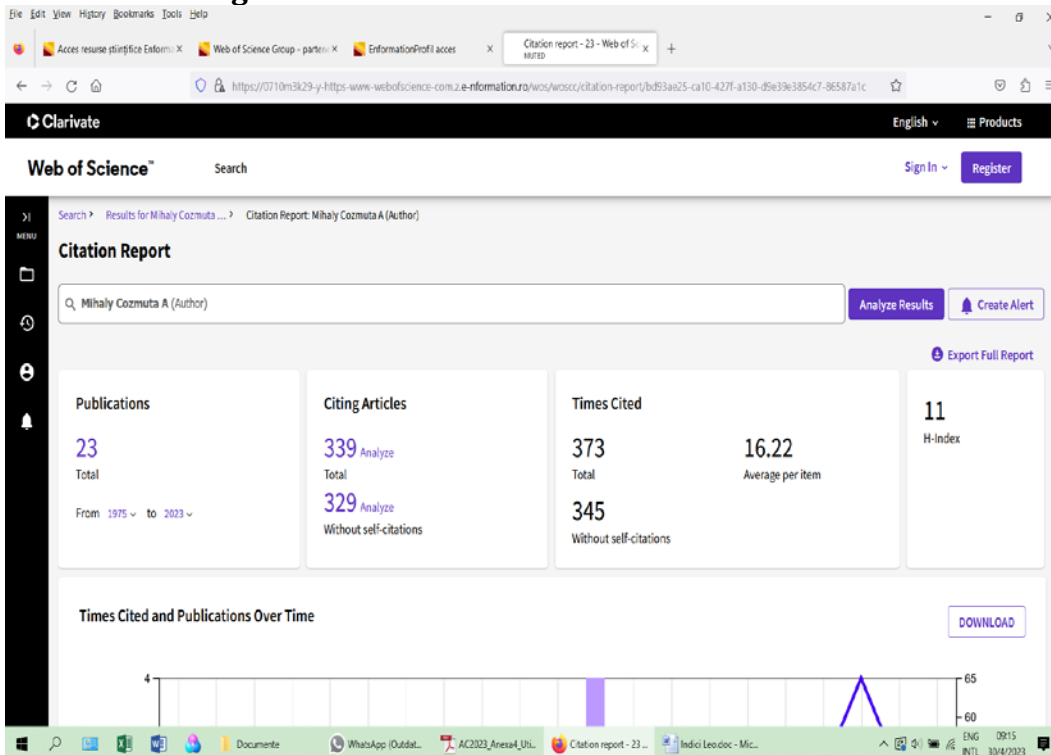 File Edit View History Bookmarks Tools Help
Acces resurse științifice Enforma
Web of Science Group - partene
EnformationProfil acces
Citation report - 23 - Web of Sc
MUTED
https://0710m3k29-y-https-www-webofscience-com.z.e-nformation.ro/wos/woscc/citation-report/bd93ae25-ca10-427f-a130-d9e39e3854c7-86587a1c
Clarivate
English
Products
Web of Science™
Search
Sign In
Register
MENU
Search > Results for Mihaly Cozmuta ... > Citation Report: Mihaly Cozmuta A (Author)
Citation Report
Mihaly Cozmuta A (Author)
Analyze Results
Create Alert
Export Full Report
Publications
23
Total
From 1975 to 2023
Citing Articles
339 Analyze
Total
329 Analyze
Without self-citations
Times Cited
373
Total
345
Without self-citations
16.22
Average per item
11
H-Index
Times Cited and Publications Over Time
DOWNLOAD
4
65
60
Documente
WhatsApp (Outdat...
AC2023_Anexa4_Uti...
Citation report - 23 ...
Indici Leo.doc - Mic...
ENG
INTL
09:15
30/4/2023